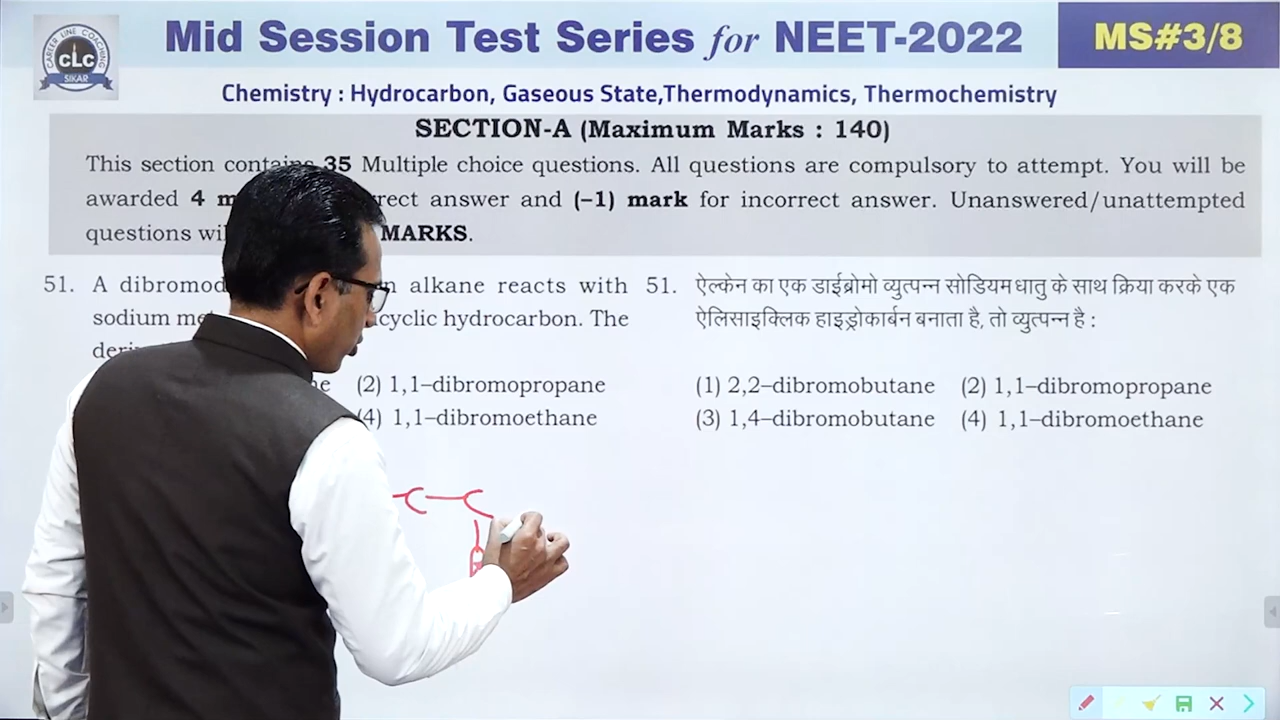 Mid Session Test Series for NEET-2022
MS#3/8
CAREER LINE COACHING
CLC
SIKAR
Chemistry : Hydrocarbon, Gaseous State,Thermodynamics, Thermochemistry
SECTION-A (Maximum Marks : 140)
This section contains 35 Multiple choice questions. All questions are compulsory to attempt. You will be
awarded 4 m rect answer and (–1) mark for incorrect answer. Unanswered/unattempted
questions wi MARKS.
51. A dibromod n alkane reacts with
sodium me cyclic hydrocarbon. The
deri
ne (2) 1,1–dibromopropane
(4) 1,1–dibromoethane
51. ऐल्केन का एक डाईब्रोमो व्युत्पन्न सोडियम धातु के साथ क्रिया करके एक
ऐलिसाइक्लिक हाइड्रोकार्बन बनाता है, तो व्युत्पन्न है :
(1) 2,2–dibromobutane (2) 1,1–dibromopropane
(3) 1,4–dibromobutane (4) 1,1–dibromoethane
C — C